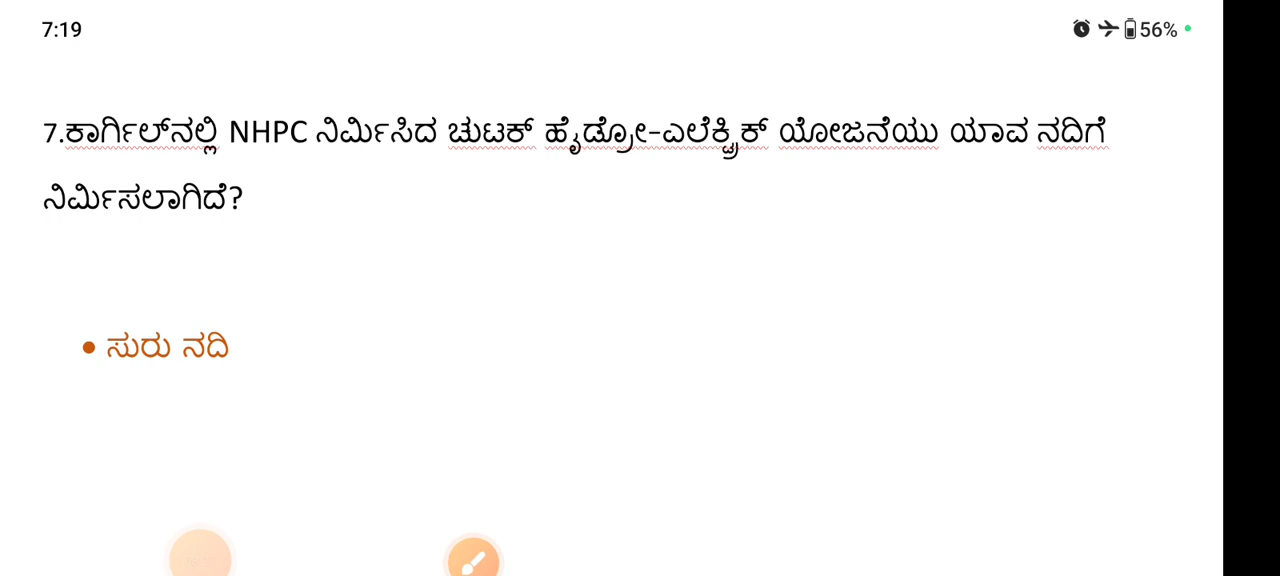 7:19
56%
7.ಕಾರ್ಗಿಲ್‌ನಲ್ಲಿ NHPC ನಿರ್ಮಿಸಿದ ಚುಟಕ್ ಹೈಡ್ರೋ-ಎಲೆಕ್ಟ್ರಿಕ್ ಯೋಜನೆಯು ಯಾವ ನದಿಗೆ
ನಿರ್ಮಿಸಲಾಗಿದೆ?
• ಸುರು ನದಿ